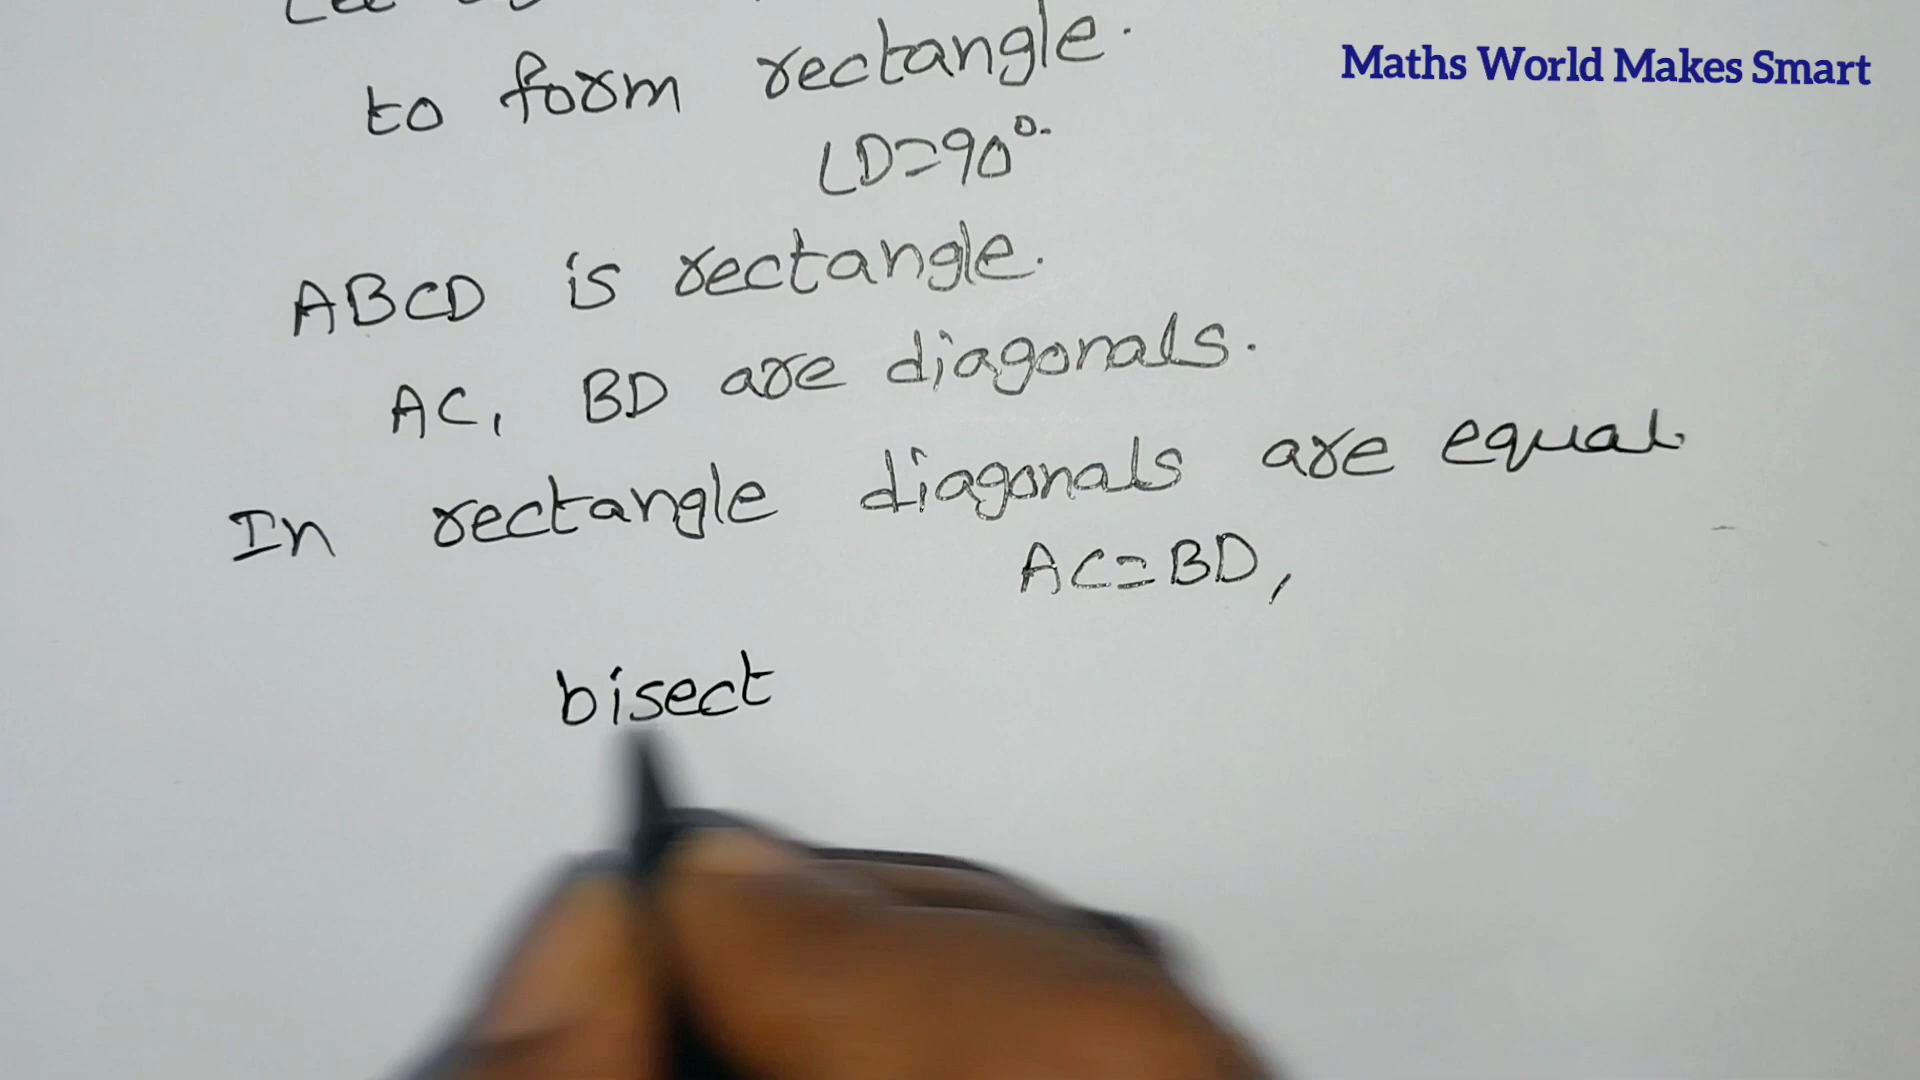 to form rectangle.
Maths World Makes Smart
∠D=90°.
ABCD is rectangle.
AC, BD are diagonals.
In rectangle diagonals are equal.
AC=BD,
bisect